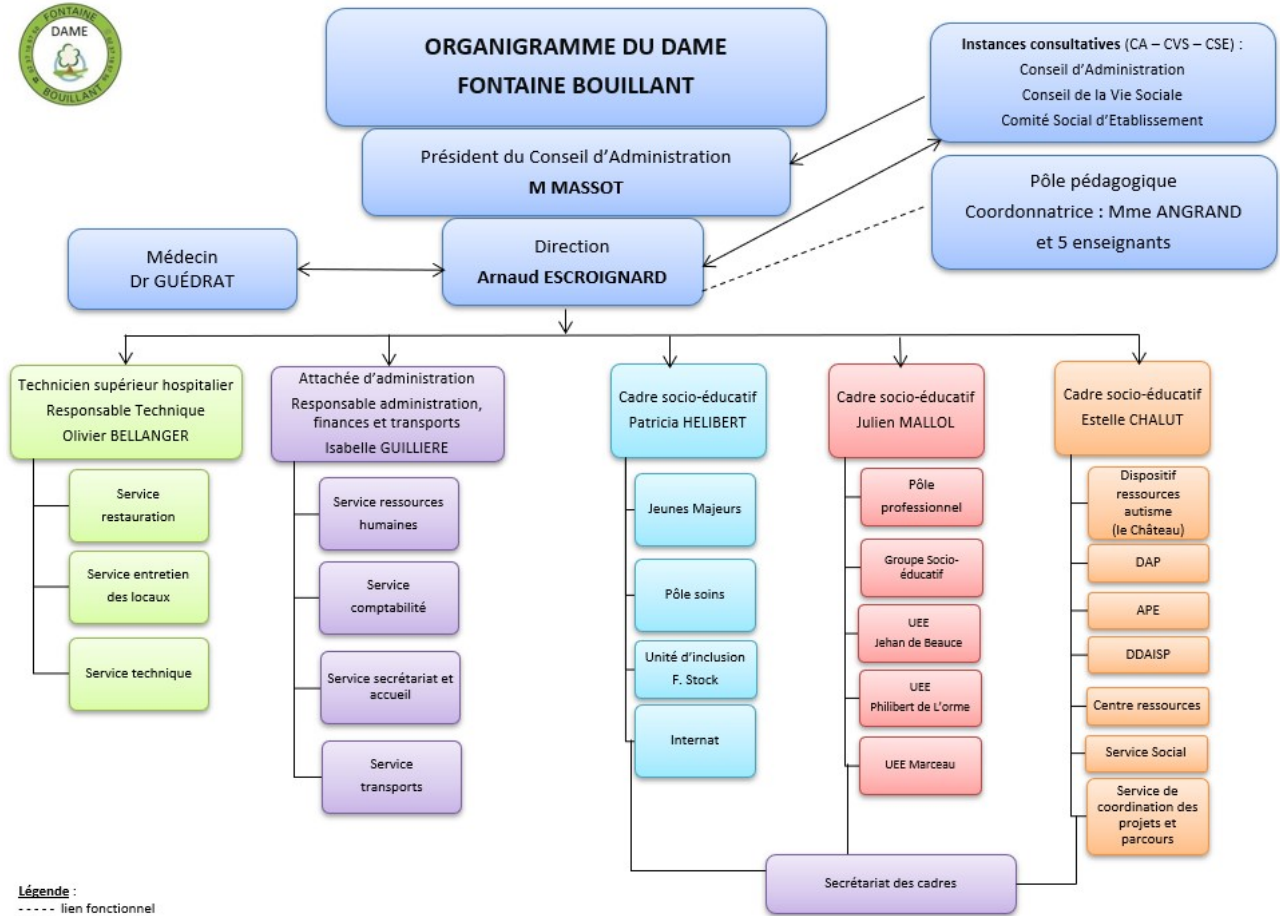 FONTAINE
DAME
BOUILLANT
ORGANIGRAMME DU DAME
FONTAINE BOUILLANT
Instances consultatives (CA – CVS – CSE) :
Conseil d'Administration
Conseil de la Vie Sociale
Comité Social d'Etablissement
Président du Conseil d'Administration
M MASSOT
Pôle pédagogique
Coordonnatrice : Mme ANGRAND
et 5 enseignants
Médecin
Dr GUÉDRAT
Direction
Arnaud ESCROIGNARD
Technicien supérieur hospitalier
Responsable Technique
Olivier BELLANGER
Service
restauration
Service entretien
des locaux
Service technique
Attachée d'administration
Responsable administration,
finances et transports
Isabelle GUILLIERE
Service ressources
humaines
Service
comptabilité
Service secrétariat et
accueil
Service
transports
Cadre socio-éducatif
Patricia HELIBERT
Jeunes Majeurs
Pôle soins
Unité d'inclusion
F. Stock
Internat
Cadre socio-éducatif
Julien MALLOL
Pôle
professionnel
Groupe Socio-
éducatif
UEE
Jehan de Beauce
UEE
Philibert de L'orme
UEE Marceau
Cadre socio-éducatif
Estelle CHALUT
Dispositif
ressources
autisme
(le Château)
DAP
APE
DDAISP
Centre ressources
Service Social
Service de
coordination des
projets et
parcours
Secrétariat des cadres
Légende :
----- lien fonctionnel